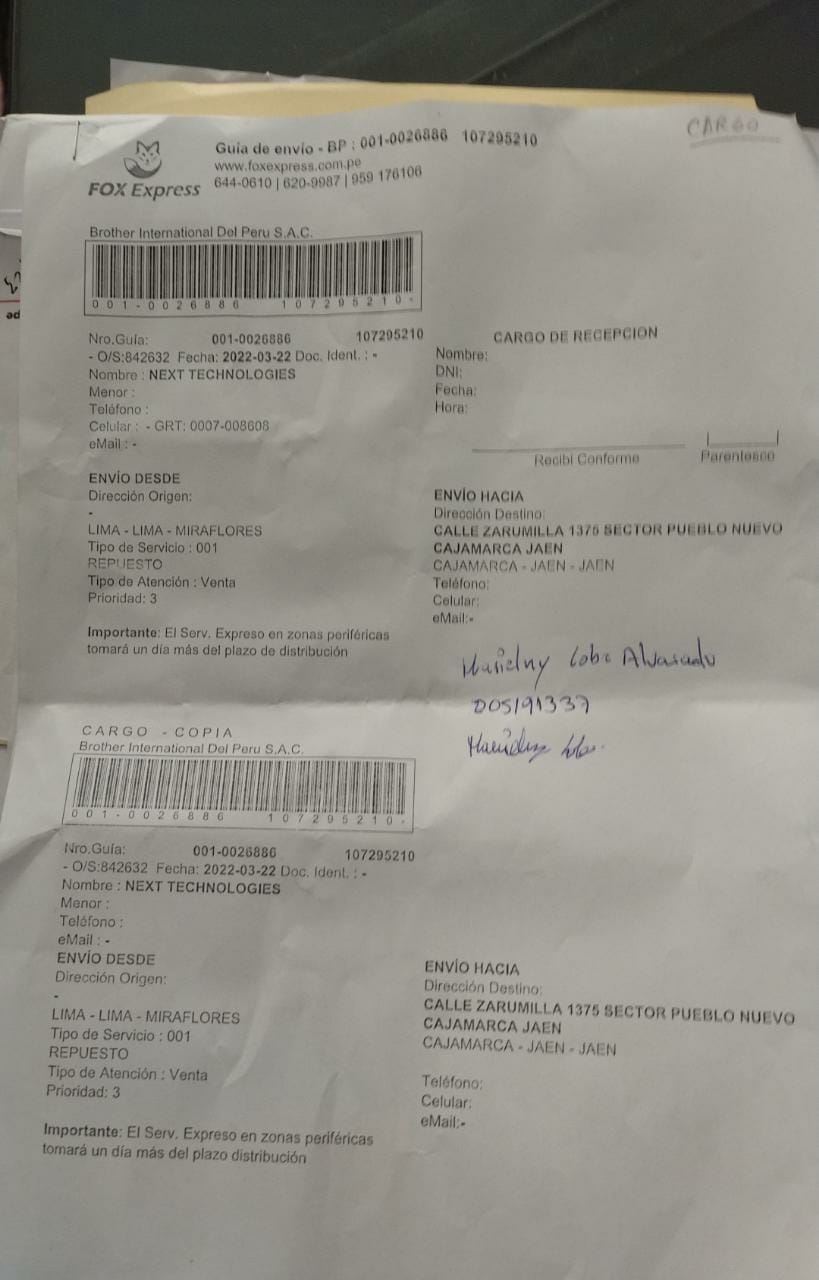 CARGO
FOX Express
Guía de envío - BP : 001-0026886 107295210
www.foxexpress.com.pe
644-0610 | 620-9987 | 959 176106
Brother International Del Peru S.A.C.
001-0026886 107295210-
Nro.Guía: 001-0026886 107295210
- O/S:842632 Fecha: 2022-03-22 Doc. Ident. : -
Nombre : NEXT TECHNOLOGIES
Menor :
Teléfono :
Celular : - GRT: 0007-008608
eMail : -
CARGO DE RECEPCION
Nombre:
DNI:
Fecha:
Hora:
Recibi Conforme
Parentesco
ENVÍO DESDE
Dirección Origen:
-
LIMA - LIMA - MIRAFLORES
Tipo de Servicio : 001
REPUESTO
Tipo de Atención : Venta
Prioridad: 3
ENVÍO HACIA
Dirección Destino:
CALLE ZARUMILLA 1375 SECTOR PUEBLO NUEVO
CAJAMARCA JAEN
CAJAMARCA - JAEN - JAEN
Teléfono:
Celular:
eMail:-
Importante: El Serv. Expreso en zonas periféricas
tomará un día más del plazo de distribución
Alvarado
005191337
CARGO - COPIA
Brother International Del Peru S.A.C.
001-0026886 107295210-
Nro.Guía: 001-0026886 107295210
- O/S:842632 Fecha: 2022-03-22 Doc. Ident. : -
Nombre : NEXT TECHNOLOGIES
Menor :
Teléfono :
eMail : -
ENVÍO DESDE
Dirección Origen:
-
LIMA - LIMA - MIRAFLORES
Tipo de Servicio : 001
REPUESTO
Tipo de Atención : Venta
Prioridad: 3
ENVÍO HACIA
Dirección Destino:
CALLE ZARUMILLA 1375 SECTOR PUEBLO NUEVO
CAJAMARCA JAEN
CAJAMARCA - JAEN - JAEN
Teléfono:
Celular:
eMail:-
Importante: El Serv. Expreso en zonas periféricas
tomará un día más del plazo distribución